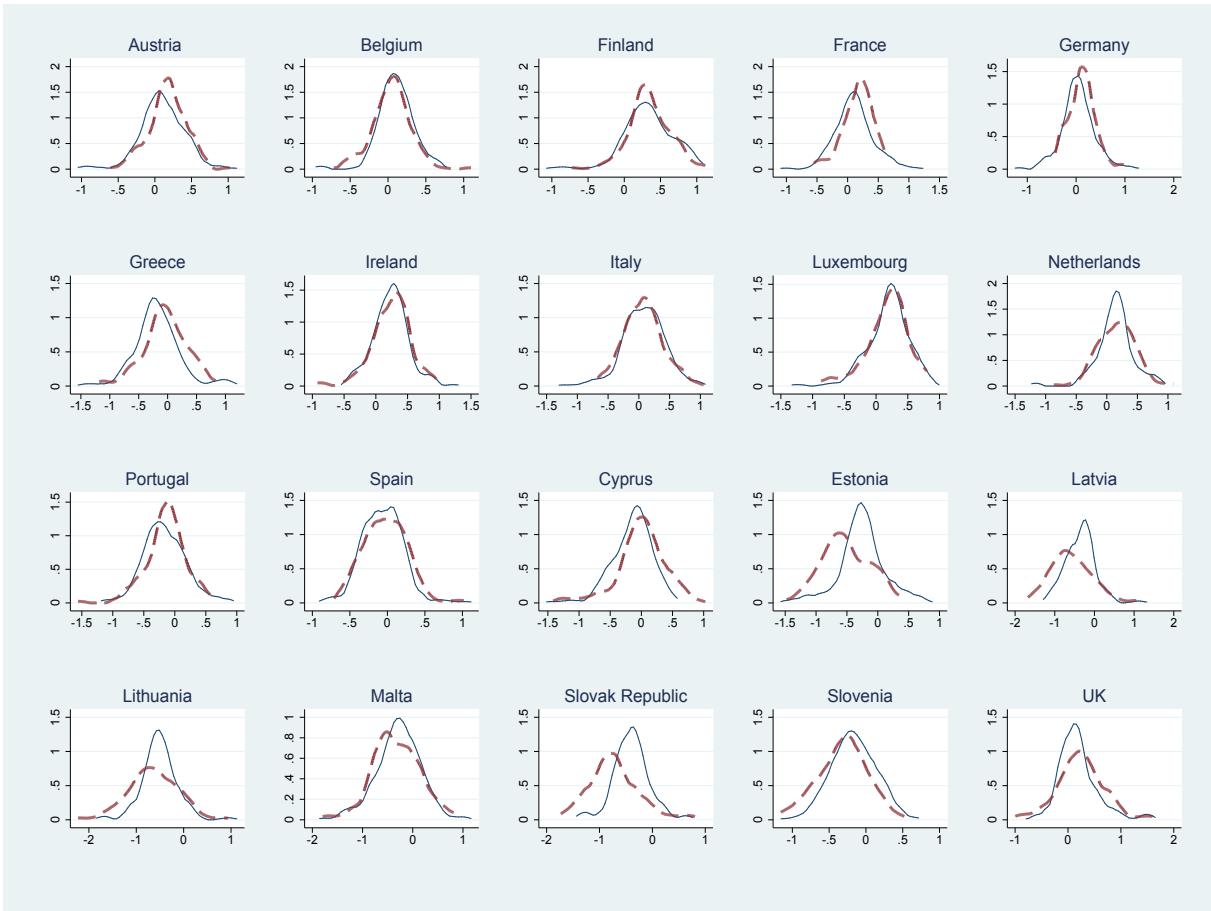 Austria Belgium Finland France Germany
2 2 2 2 1.5
1.5 1.5 1.5 1.5 1
1 1 1 1 .5
.5 .5 .5 .5 0
0 0 0 0
-1 -.5 0 .5 1 -1 -.5 0 .5 1 -1 -.5 0 .5 1 -1 -.5 0 .5 1 1.5 -1 0 1 2
Greece Ireland Italy Luxembourg Netherlands
1.5 1.5 1.5 1.5 2
1 1 1 1 1.5
.5 .5 .5 .5 1
0 0 0 0 .5
0
-1.5 -1 -.5 0 .5 1 -1 -.5 0 .5 1 1.5 -1.5 -1 -.5 0 .5 1 -1.5 -1 -.5 0 .5 1 -1.5 -1 -.5 0 .5 1
Portugal Spain Cyprus Estonia Latvia
1.5 1.5 1.5 1.5 1.5
1 1 1 1 1
.5 .5 .5 .5 .5
0 0 0 0 0
-1.5 -1 -.5 0 .5 1 -1 -.5 0 .5 1 -1.5 -1 -.5 0 .5 1 -1.5 -1 -.5 0 .5 1 -2 -1 0 1 2
Lithuania Malta Slovak Republic Slovenia UK
1.5 1 1.5 1.5 1.5
1 .8 1 1 1
.5 .6 .5 .5 .5
0 .4 0 0 0
.2
0
-2 -1 0 1 -2 -1 0 1 -2 -1 0 1 -1 -.5 0 .5 1 -1 0 1 2